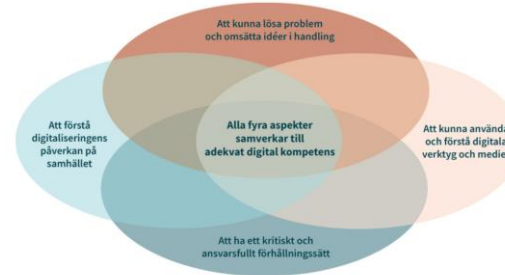 Att kunna lösa problem
och omsätta idéer i handling
Att förstå
digitaliseringens
påverkan på
samhället
Alla fyra aspekter
samverkar till
adekvat digital kompetens
Att kunna använda
och förstå digitala
verktyg och medie
Att ha ett kritiskt och
ansvarsfullt förhållningssätt